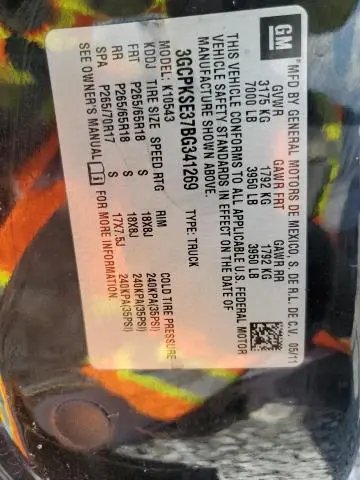 GM
MFD BY GENERAL MOTORS DE MEXICO, S. DE R.L. DE C.V. 05/11
GVWR GAWR FRT GAWR RR
3175 KG 1792 KG 1792 KG
7000 LB 3950 LB 3950 LB
THIS VEHICLE CONFORMS TO ALL APPLICABLE U.S. FEDERAL MOTOR
VEHICLE SAFETY STANDARDS IN EFFECT ON THE DATE OF
MANUFACTURE SHOWN ABOVE.
3GCPKSE37BG341269 TYPE: TRUCK
MODEL: K10543
KDDJ TIRE SIZE SPEED RTG RIM COLD TIRE PRESSURE
FRT P265/65R18 S 18X8J 240KPA(35PSI)
RR P265/65R18 S 18X8J 240KPA(35PSI)
SPA P265/70R17 S 17X7.5J 240KPA(35PSI)
SEE OWNER'S MANUAL FOR MORE INFORMATION.